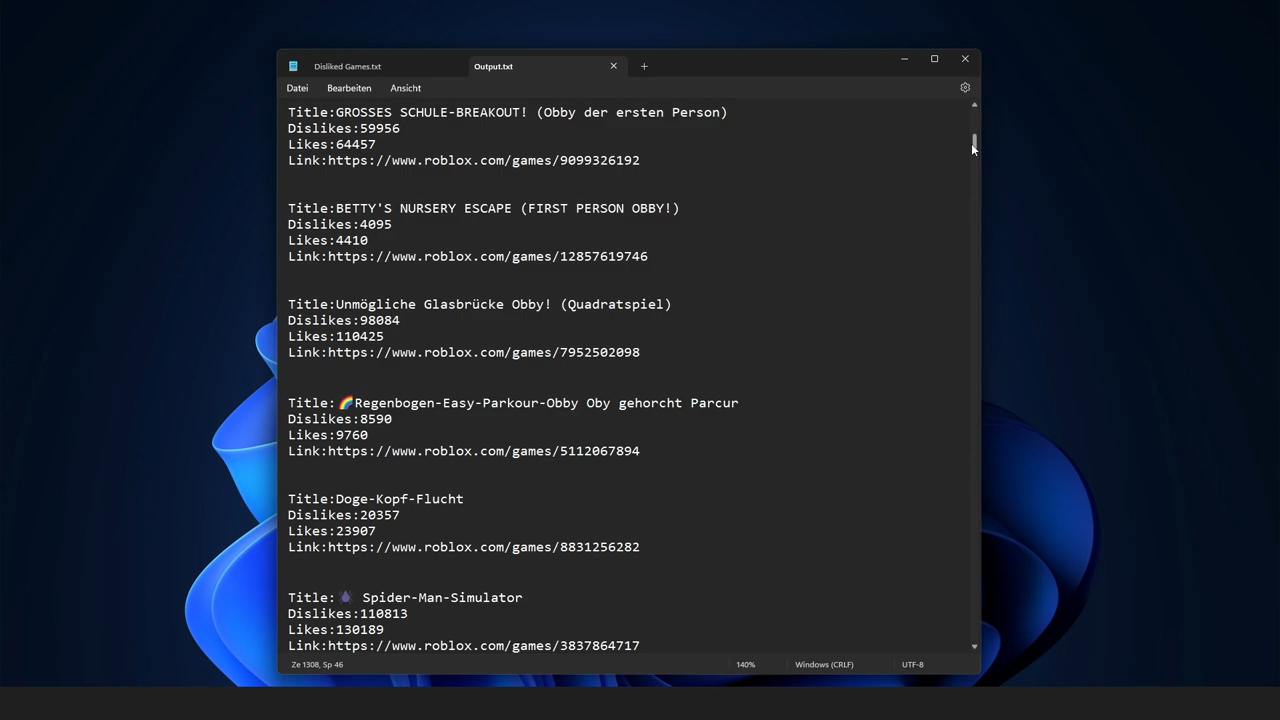 Disliked Games.txt
Output.txt
Datei Bearbeiten Ansicht
Title:GROSSES SCHULE-BREAKOUT! (Obby der ersten Person)
Dislikes:59956
Likes:64457
Link:https://www.roblox.com/games/9099326192
Title:BETTY'S NURSERY ESCAPE (FIRST PERSON OBBY!)
Dislikes:4095
Likes:4410
Link:https://www.roblox.com/games/12857619746
Title:Unmögliche Glasbrücke Obby! (Quadratspiel)
Dislikes:98084
Likes:110425
Link:https://www.roblox.com/games/7952502098
Title:🌈Regenbogen-Easy-Parkour-Obby Oby gehorcht Parcur
Dislikes:8590
Likes:9760
Link:https://www.roblox.com/games/5112067894
Title:Doge-Kopf-Flucht
Dislikes:20357
Likes:23907
Link:https://www.roblox.com/games/8831256282
Title: Spider-Man-Simulator
Dislikes:110813
Likes:130189
Link:https://www.roblox.com/games/3837864717
Ze 1308, Sp 46 140% Windows (CRLF) UTF-8